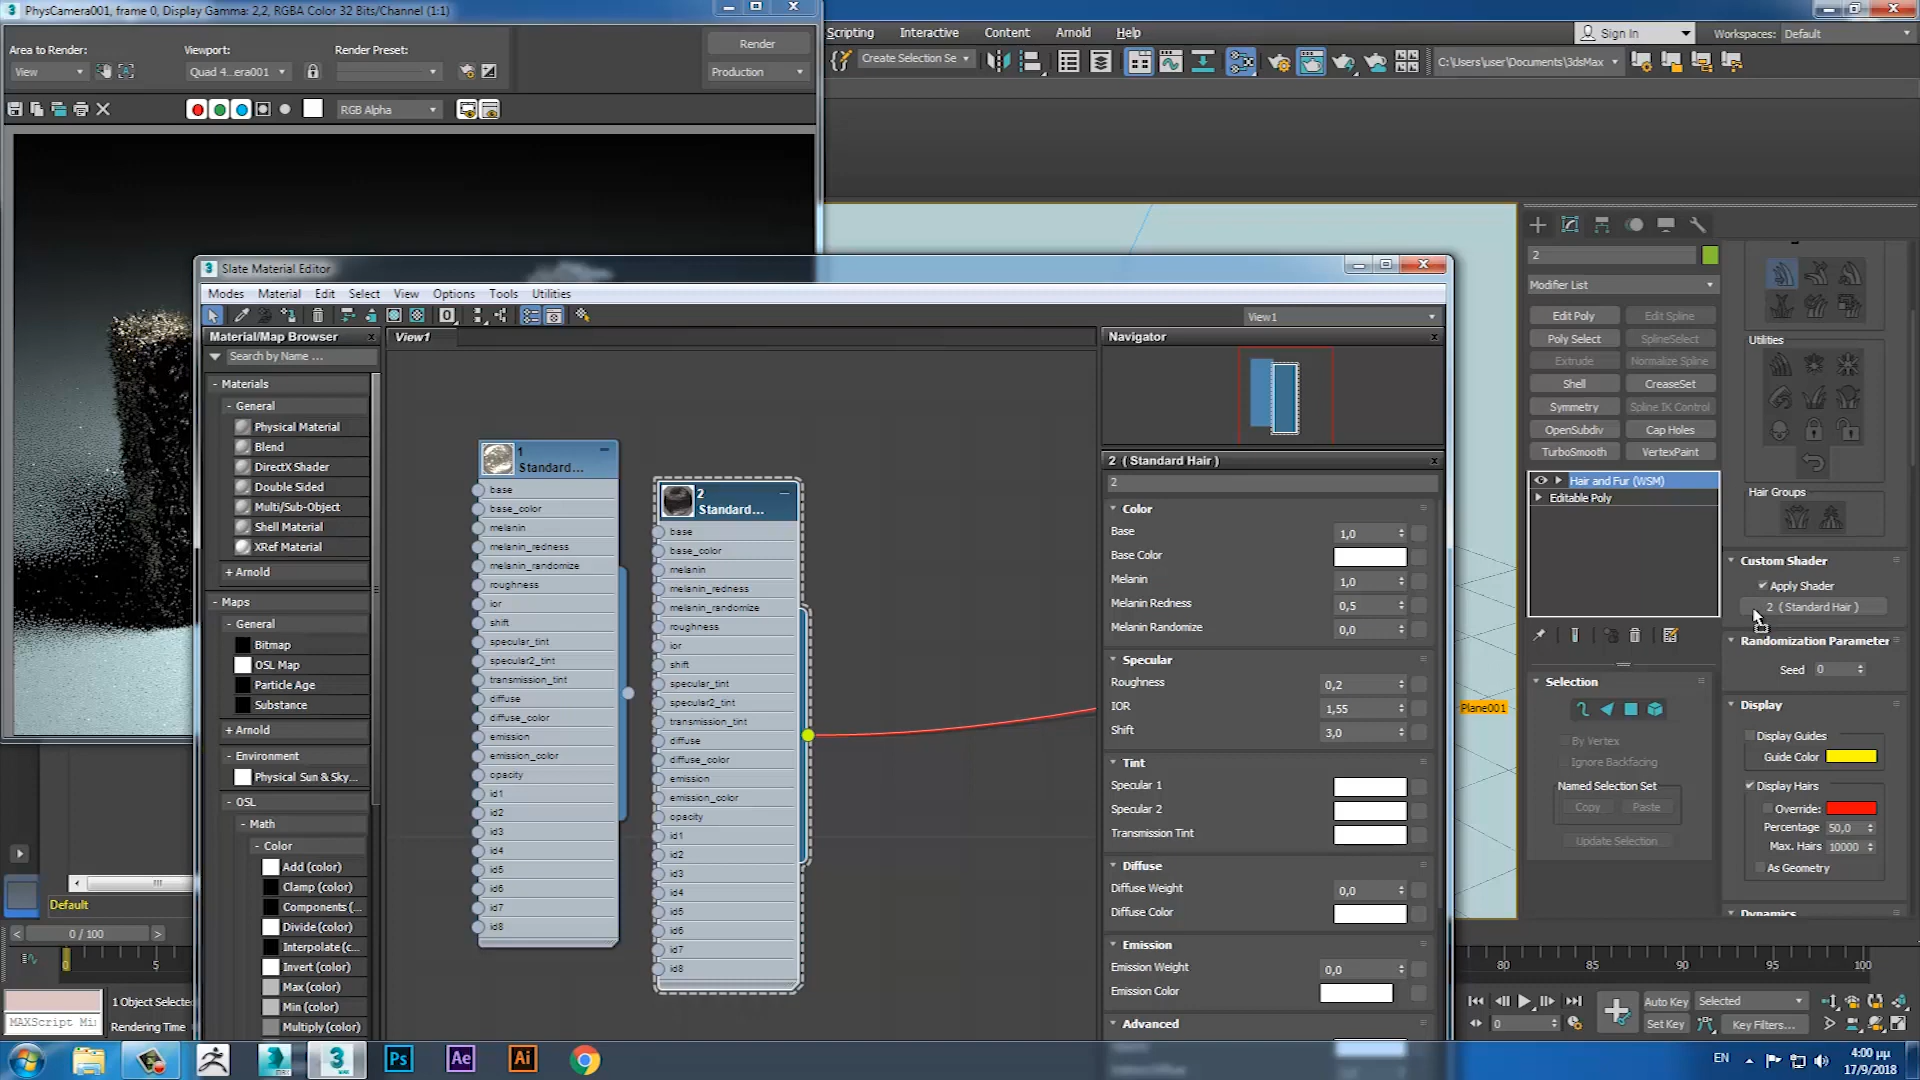 PhysCamera001, frame 0, Display Gamma: 2,2, RGBA Color 32 Bits/Channel (1:1)
Area to Render:
Viewport:
Render Preset:
Render
View
Quad 4...era001
Production
RGB Alpha
Scripting
Interactive
Content
Arnold
Help
Sign In
Workspaces:
Default
Create Selection Se
C:\Users\user\Documents\3dsMax
Slate Material Editor
Modes
Material
Edit
Select
View
Options
Tools
Utilities
View1
Material/Map Browser
Search by Name ...
- Materials
- General
Physical Material
Blend
DirectX Shader
Double Sided
Multi/Sub-Object
Shell Material
XRef Material
+ Arnold
- Maps
- General
Bitmap
OSL Map
Particle Age
Substance
+ Arnold
- Environment
Physical Sun & Sky...
- OSL
- Math
- Color
Add (color)
Clamp (color)
Components (...
Divide (color)
Interpolate (c...
Invert (color)
Max (color)
Min (color)
Multiply (color)
View1
1
Standard...
base
base_color
melanin
melanin_redness
melanin_randomize
roughness
ior
shift
specular_tint
specular2_tint
transmission_tint
diffuse
diffuse_color
emission
emission_color
opacity
id1
id2
id3
id4
id5
id6
id7
id8
2
Standard...
base
base_color
melanin
melanin_redness
melanin_randomize
roughness
ior
shift
specular_tint
specular2_tint
transmission_tint
diffuse
diffuse_color
emission
emission_color
opacity
id1
id2
id3
id4
id5
id6
id7
id8
Navigator
2 ( Standard Hair )
2
Color
Base 1,0
Base Color
Melanin 1,0
Melanin Redness 0,5
Melanin Randomize 0,0
Specular
Roughness 0,2
IOR 1,55
Shift 3,0
Tint
Specular 1
Specular 2
Transmission Tint
Diffuse
Diffuse Weight 0,0
Diffuse Color
Emission
Emission Weight 0,0
Emission Color
Advanced
Plane001
2
Modifier List
Edit Poly
Edit Spline
Poly Select
SplineSelect
Extrude
Normalize Spline
Shell
CreaseSet
Symmetry
Spline IK Control
OpenSubdiv
Cap Holes
TurboSmooth
VertexPaint
Hair and Fur (WSM)
Editable Poly
Selection
By Vertex
Ignore Backfacing
Named Selection Set
Copy
Paste
Update Selection
Utilities
Hair Groups
Custom Shader
Apply Shader
2 ( Standard Hair )
Randomization Parameter
Seed 0
Display
Display Guides
Guide Color
Display Hairs
Override:
Percentage 50,0
Max. Hairs 10000
As Geometry
Dynamics
Default
0 / 100
0
5
80
85
90
95
100
1 Object Selected
Rendering Time
MAXScript Mi
0
Auto Key
Selected
Set Key
Key Filters...
EN
4:00 μμ
17/9/2018